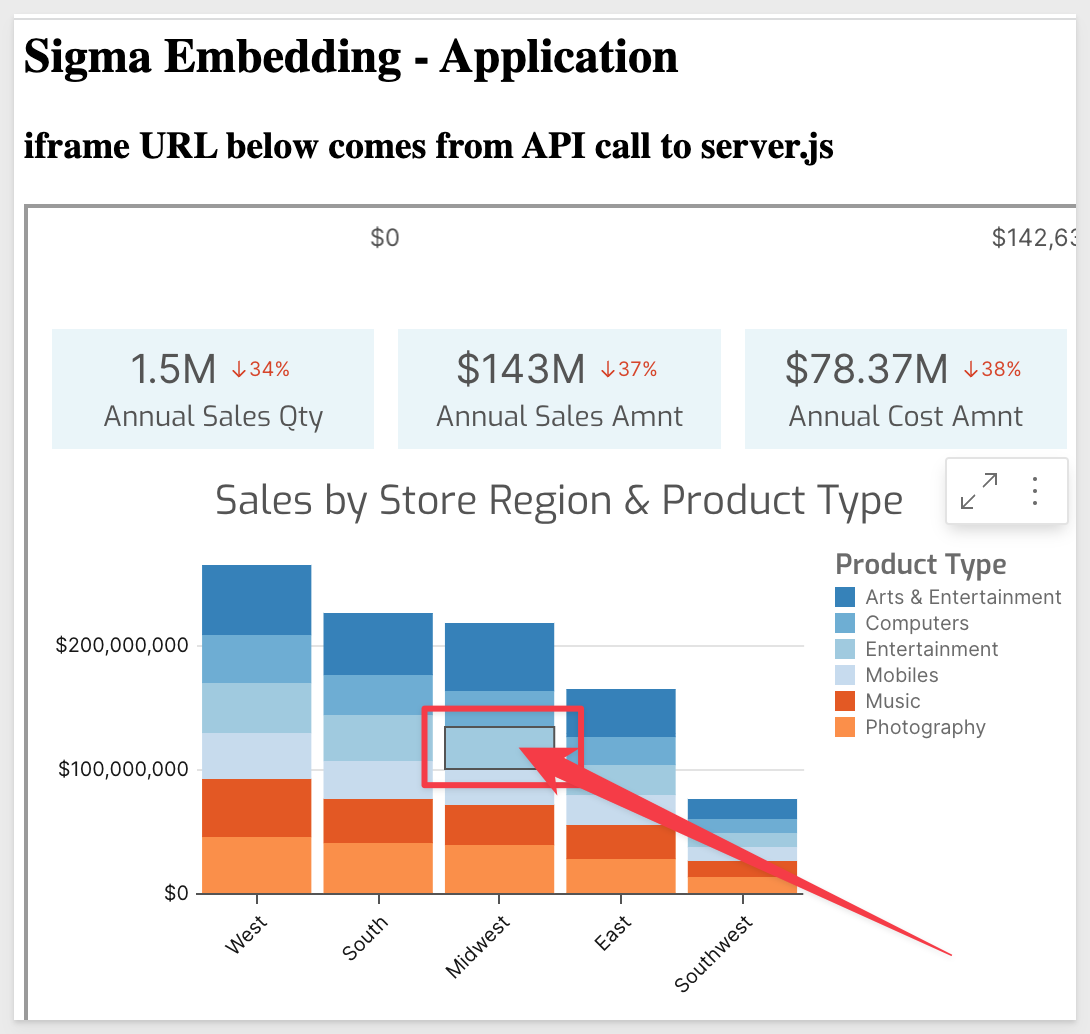 Sigma Embedding - Application
iframe URL below comes from API call to server.js
$0
$142,63
1.5M ↓34%
Annual Sales Qty
$143M ↓37%
Annual Sales Amnt
$78.37M ↓38%
Annual Cost Amnt
Sales by Store Region & Product Type
Product Type
Arts & Entertainment
Computers
Entertainment
Mobiles
Music
Photography
$200,000,000
$100,000,000
$0
West
South
Midwest
East
Southwest